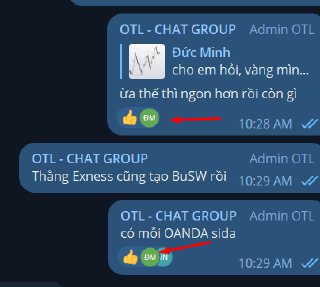 OTL - CHAT GROUP Admin OTL
Đức Minh
cho em hỏi, vàng mìn...
ừa thế thì ngon hơn rồi còn gì
ĐM
10:28 AM
OTL - CHAT GROUP Admin OTL
Thằng Exness cũng tạo BuSW rồi
10:29 AM
OTL - CHAT GROUP Admin OTL
có mỗi OANDA sida
ĐM
10:29 AM